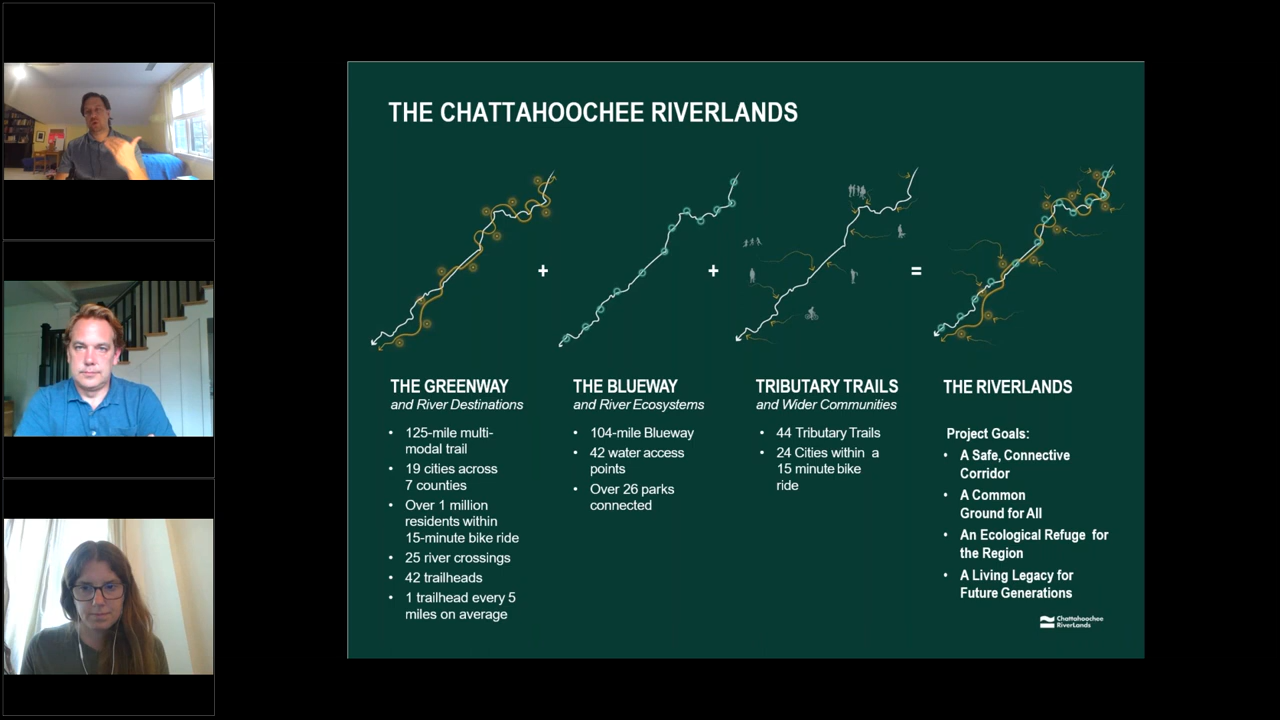 THE CHATTAHOOCHEE RIVERLANDS
+
+
=
THE GREENWAY
and River Destinations
• 125-mile multi-
modal trail
• 19 cities across
7 counties
• Over 1 million
residents within
15-minute bike ride
• 25 river crossings
• 42 trailheads
• 1 trailhead every 5
miles on average
THE BLUEWAY
and River Ecosystems
• 104-mile Blueway
• 42 water access
points
• Over 26 parks
connected
TRIBUTARY TRAILS
and Wider Communities
• 44 Tributary Trails
• 24 Cities within a
15 minute bike
ride
THE RIVERLANDS
Project Goals:
• A Safe, Connective
Corridor
• A Common
Ground for All
• An Ecological Refuge for
the Region
• A Living Legacy for
Future Generations
Chattahoochee
RiverLands